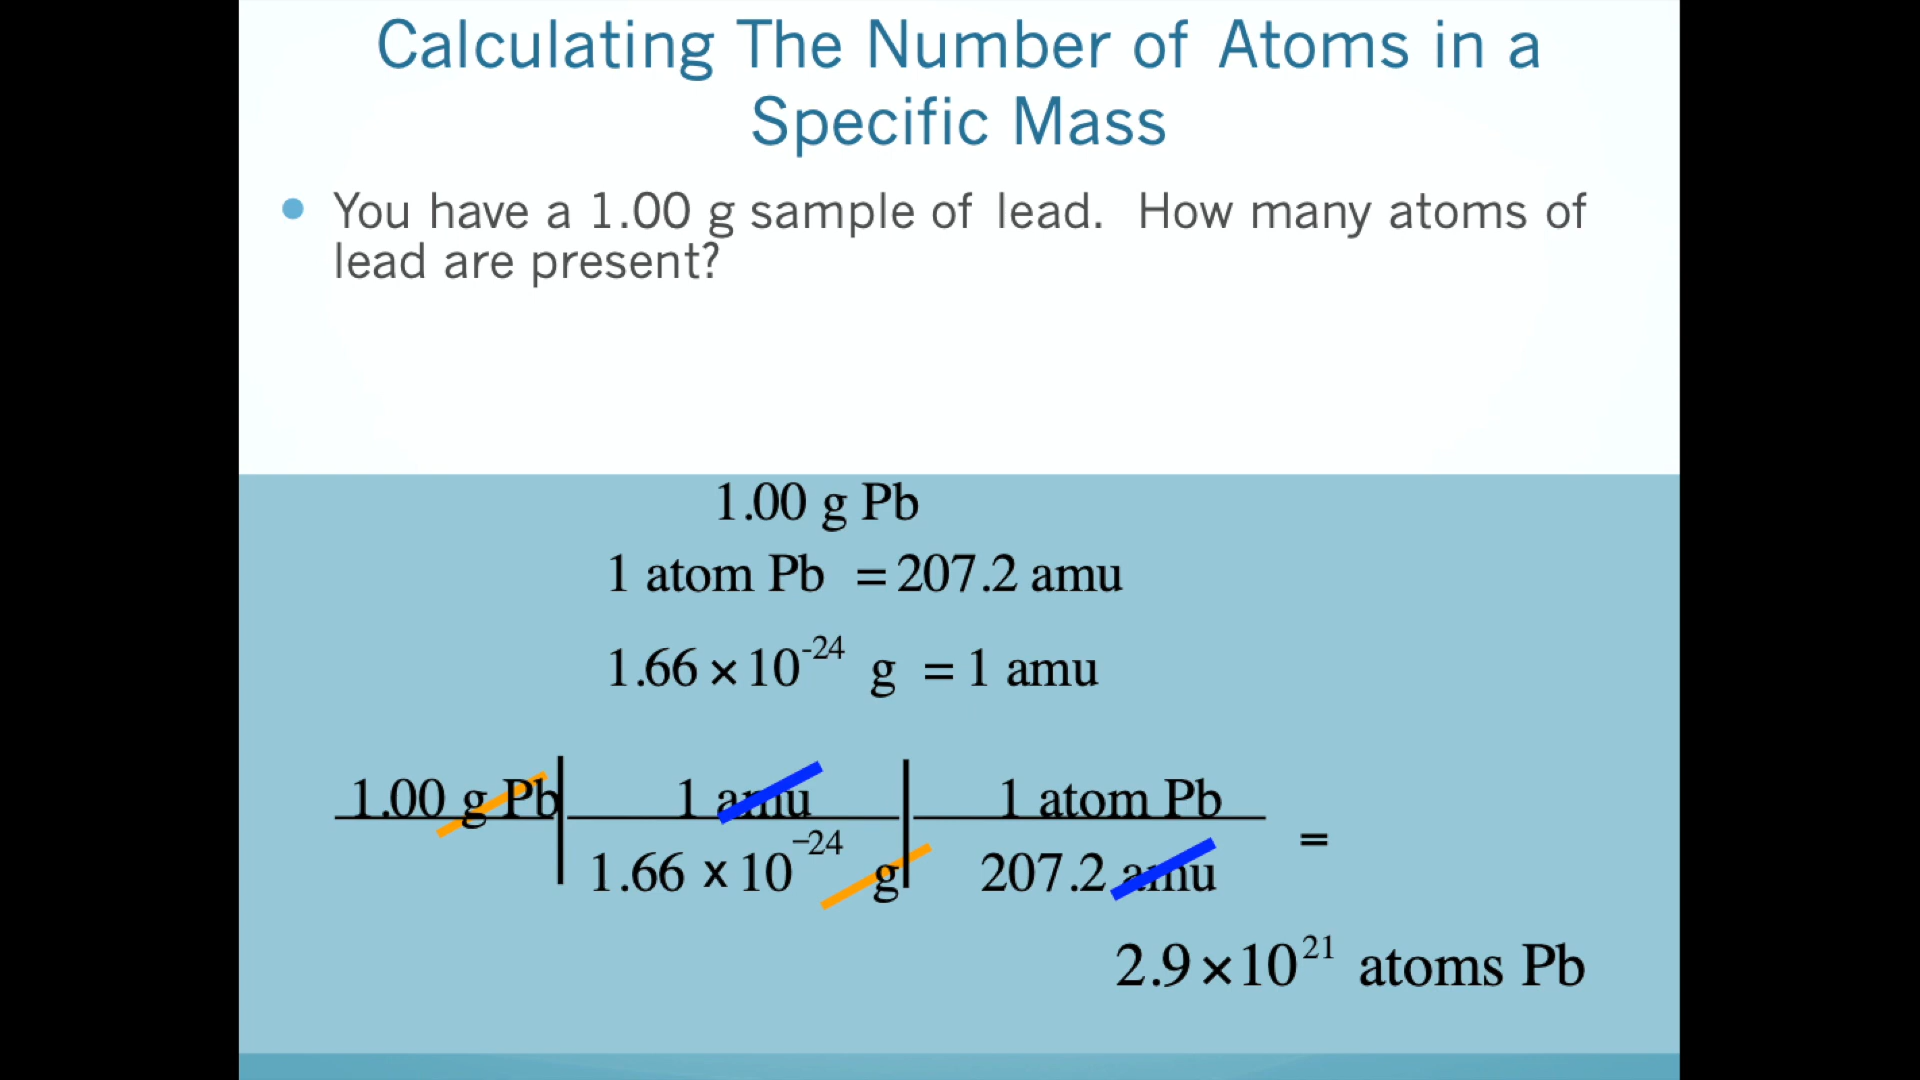 Calculating The Number of Atoms in a
Specific Mass
• You have a 1.00 g sample of lead.  How many atoms of
lead are present?
1.00 g Pb
1 atom Pb = 207.2 amu
1.66 × 10⁻²⁴ g = 1 amu
1.00 g Pb | 1 amu | 1 atom Pb
1.66 x 10⁻²⁴ g | 207.2 amu =
2.9 × 10²¹ atoms Pb